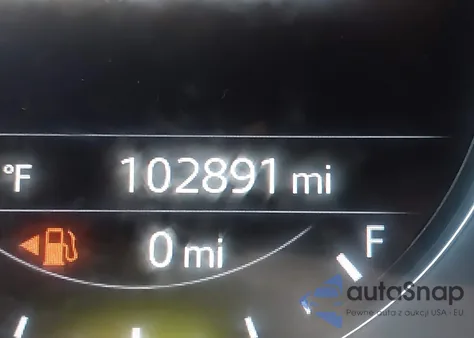 °F 102891 mi
0 mi
F
autaSnap
Pewne auta z aukcji USA - EU